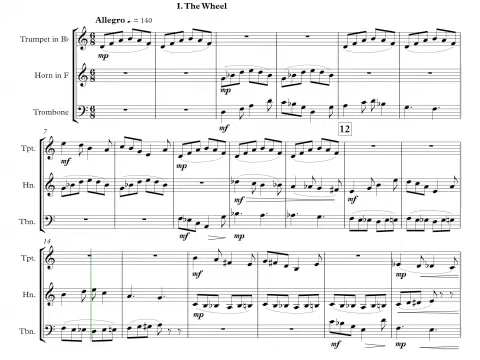 I. The Wheel
Allegro ♩. = 140
Trumpet in B♭
mp
Horn in F
mp
Trombone
mf
7
12
Tpt.
mf
mp
Hn.
mf
mf
Tbn.
mf
mp
14
Tpt.
mf
mf
mp
Hn.
mp
mp
Tbn.
mf
mp